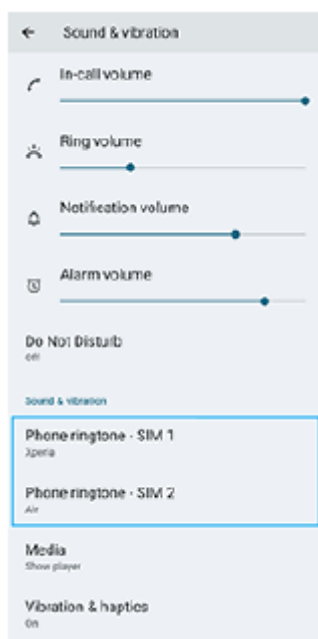 Sound & vibration
In-call volume
Ring volume
Notification volume
Alarm volume
Do Not Disturb
Off
Sound & vibration
Phone ringtone - SIM 1
Xperia
Phone ringtone - SIM 2
Air
Media
Show player
Vibration & haptics
On